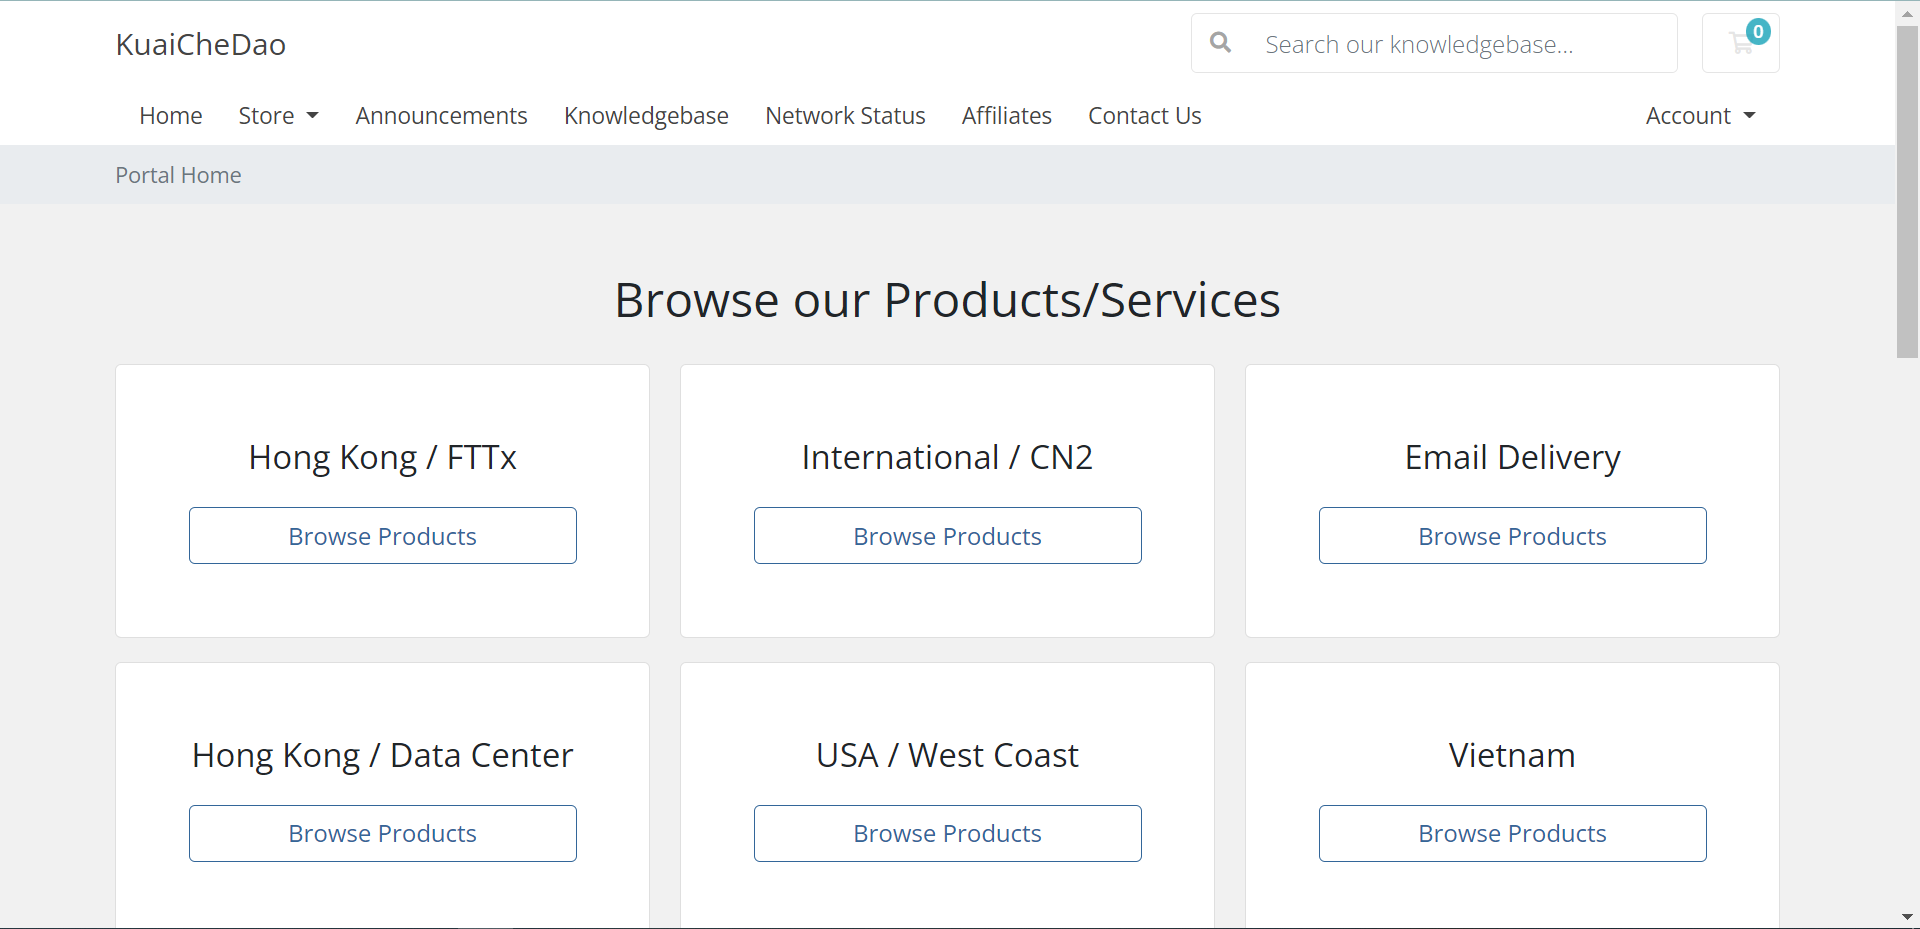 KuaiCheDao
Search our knowledgebase...
0
Home Store Announcements Knowledgebase Network Status Affiliates Contact Us Account
Portal Home
Browse our Products/Services
Hong Kong / FTTx
International / CN2
Email Delivery
Browse Products
Browse Products
Browse Products
Hong Kong / Data Center
USA / West Coast
Vietnam
Browse Products
Browse Products
Browse Products